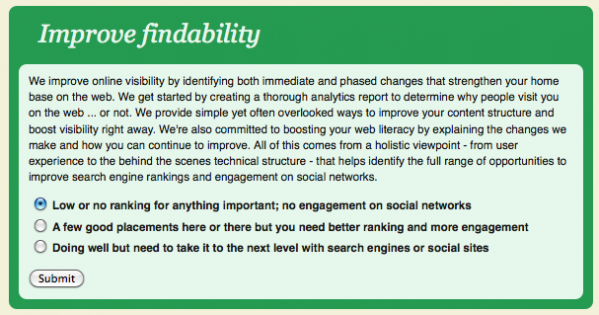 Improve findability
We improve online visibility by identifying both immediate and phased changes that strengthen your home
base on the web. We get started by creating a thorough analytics report to determine why people visit you
on the web ... or not. We provide simple yet often overlooked ways to improve your content structure and
boost visibility right away. We're also committed to boosting your web literacy by explaining the changes we
make and how you can continue to improve. All of this comes from a holistic viewpoint - from user
experience to the behind the scenes technical structure - that helps identify the full range of opportunities to
improve search engine rankings and engagement on social networks.
Low or no ranking for anything important; no engagement on social networks
A few good placements here or there but you need better ranking and more engagement
Doing well but need to take it to the next level with search engines or social sites
Submit